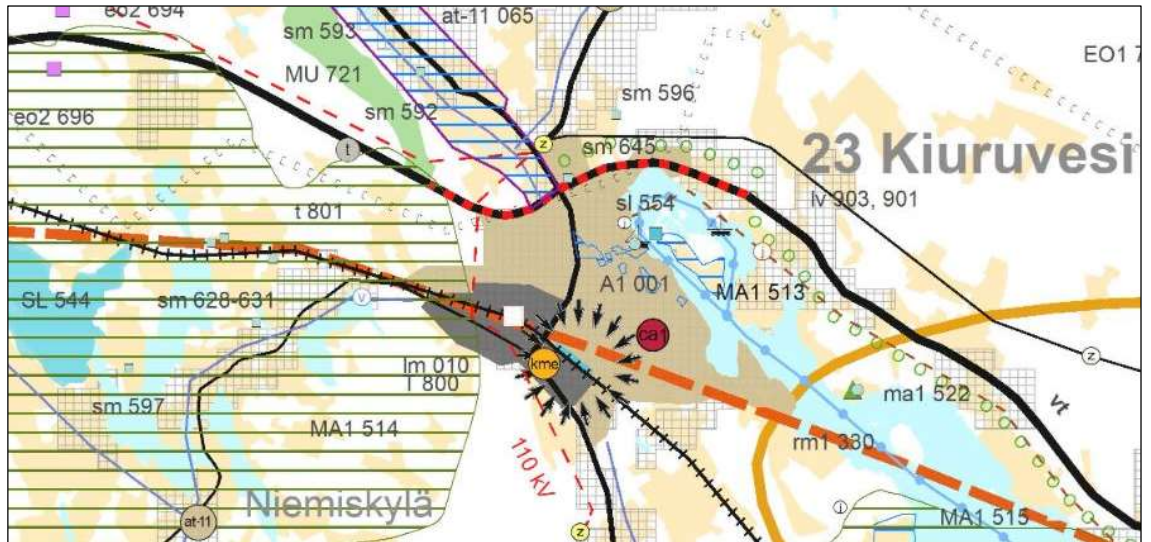 eo2 694
at-11 065
sm 593
EO1 7
MU 721
sm 596
sm 592
eo2 696
z
sm 645
23 Kiuruvesi
t
lv 903, 901
t 801
sl 554
i
i
A1 001
MA1 513
SL 544
sm 628-631
v
ca1
z
kme
lm 010
T 800
ma1 522
vt
sm 597
MA1 514
rm1 330
110 kV
Niemiskylä
at-11
i
MA1 515
z